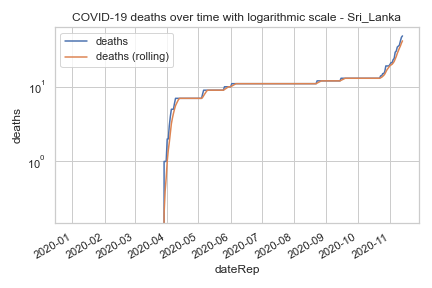 COVID-19 deaths over time with logarithmic scale - Sri_Lanka
deaths
deaths (rolling)
10¹
10⁰
deaths
2020-01
2020-02
2020-03
2020-04
2020-05
2020-06
2020-07
2020-08
2020-09
2020-10
2020-11
dateRep